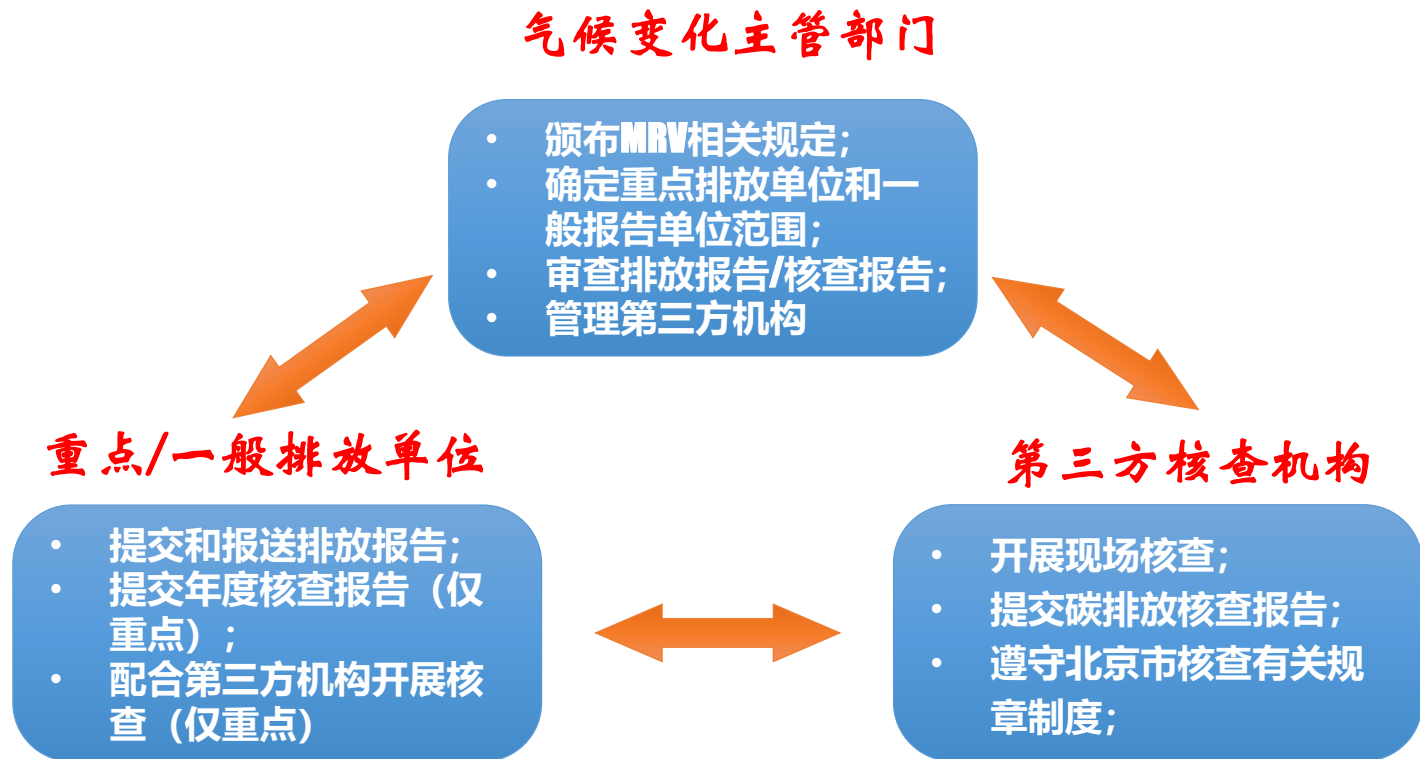 气候变化主管部门
• 颁布MRV相关规定；
• 确定重点排放单位和一
般报告单位范围；
• 审查排放报告/核查报告；
• 管理第三方机构
重点/一般排放单位
• 提交和报送排放报告；
• 提交年度核查报告（仅
重点）；
• 配合第三方机构开展核
查（仅重点）
第三方核查机构
• 开展现场核查；
• 提交碳排放核查报告；
• 遵守北京市核查有关规
章制度；